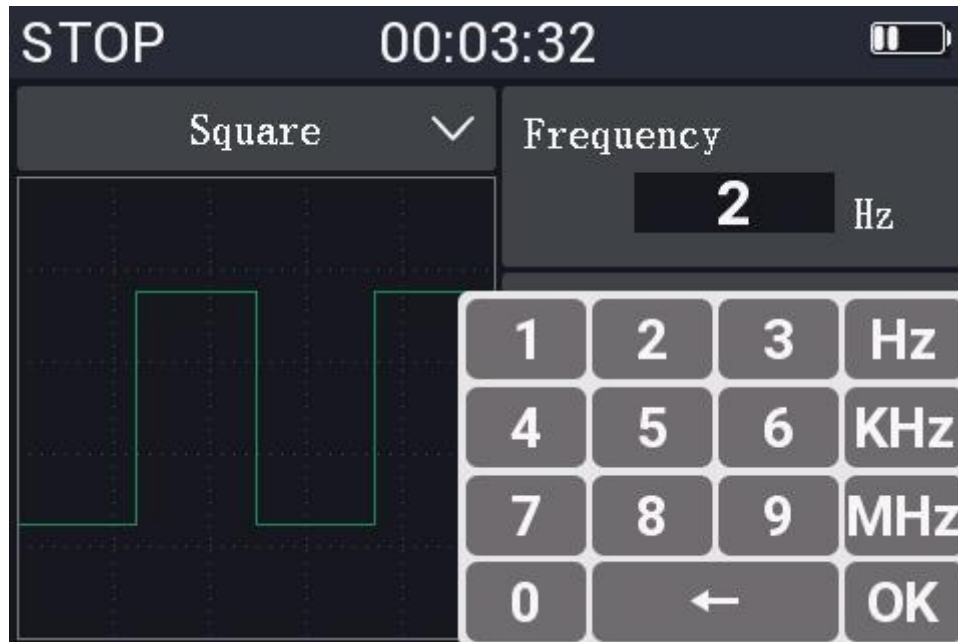 STOP 00:03:32
Square
Frequency
2 Hz
1 2 3 Hz
4 5 6 KHz
7 8 9 MHz
0 ← OK